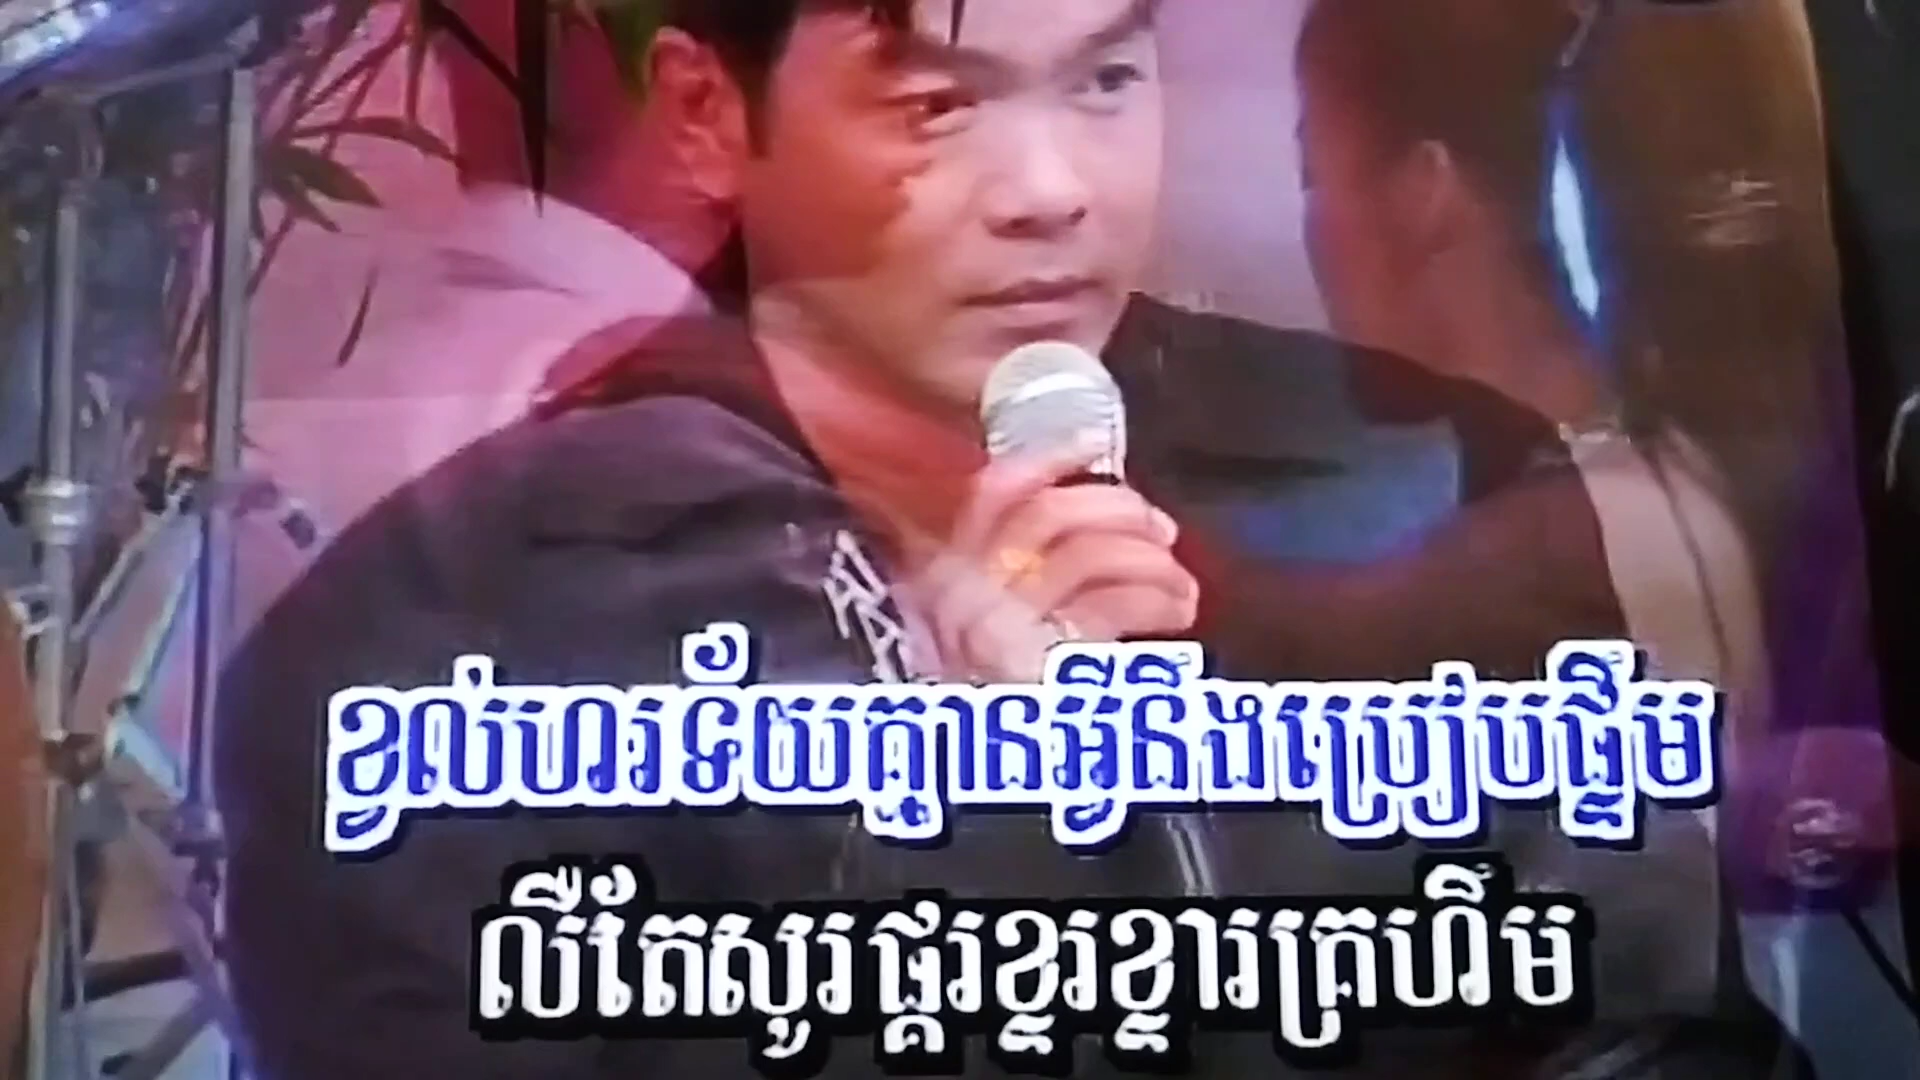 ខ្វល់ហរទ័យគ្មានអ្វីនឹងប្រៀបផ្ទឹម
លឺតែសូរផ្គរខ្ទរខ្ទារគ្រហឹម